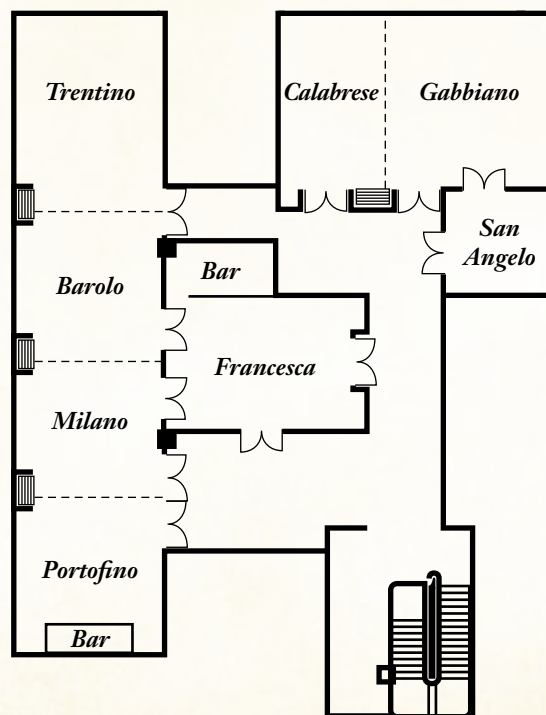 Trentino
Calabrese
Gabbiano
San
Angelo
Bar
Barolo
Francesca
Milano
Portofino
Bar